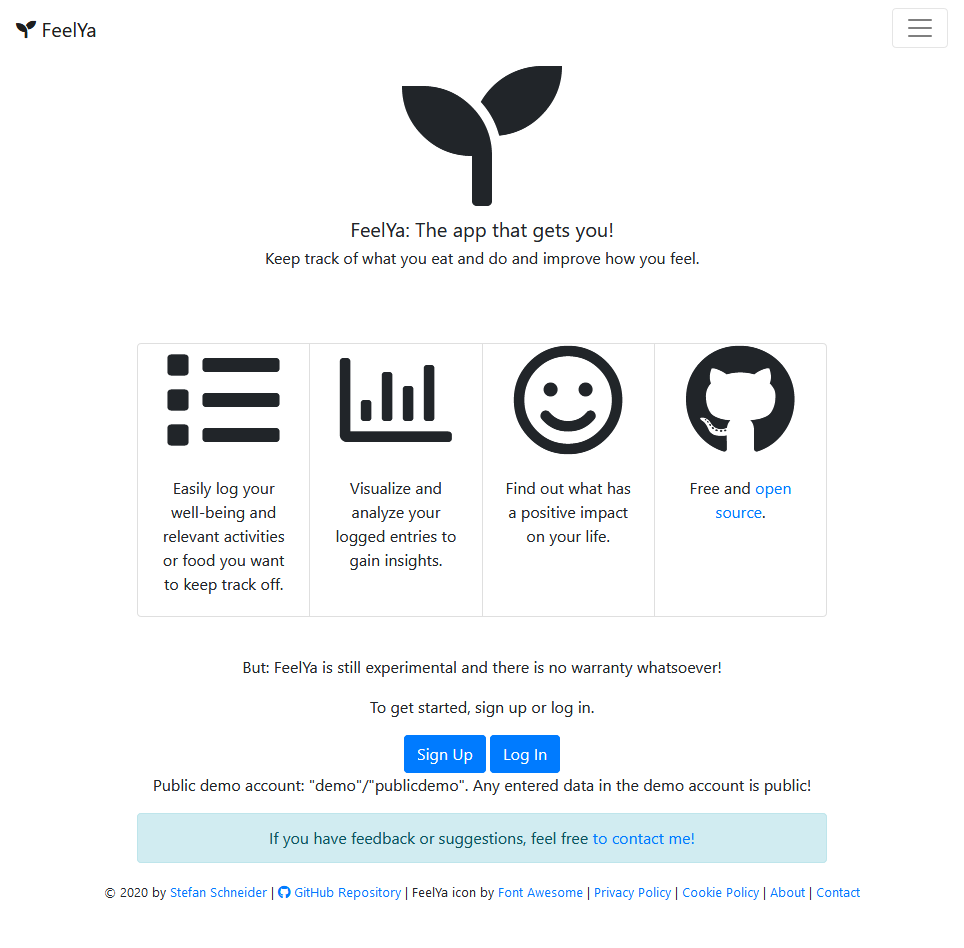 FeelYa
FeelYa: The app that gets you!
Keep track of what you eat and do and improve how you feel.
Easily log your
well-being and
relevant activities
or food you want
to keep track off.
Visualize and
analyze your
logged entries to
gain insights.
Find out what has
a positive impact
on your life.
Free and open
source.
But: FeelYa is still experimental and there is no warranty whatsoever!
To get started, sign up or log in.
Sign Up Log In
Public demo account: "demo"/"publicdemo". Any entered data in the demo account is public!
If you have feedback or suggestions, feel free to contact me!
© 2020 by Stefan Schneider | GitHub Repository | FeelYa icon by Font Awesome | Privacy Policy | Cookie Policy | About | Contact